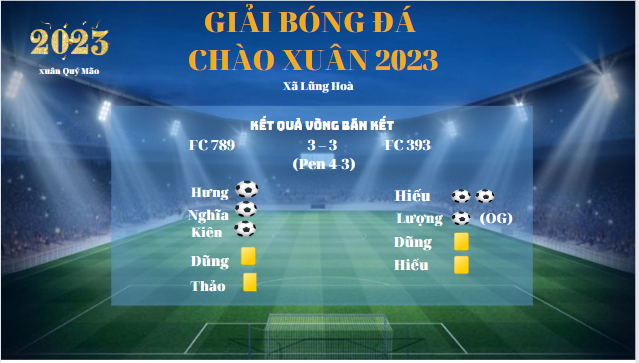 GIẢI BÓNG ĐÁ
CHÀO XUÂN 2023
2023
xuân Quý Mão
Xã Lũng Hoà
KẾT QUẢ VÒNG BÁN KẾT
FC 789 3 – 3 FC 393
(Pen 4-3)
Hưng
Nghĩa
Kiên
Dũng
Thảo
Hiếu
Lượng (OG)
Dũng
Hiếu